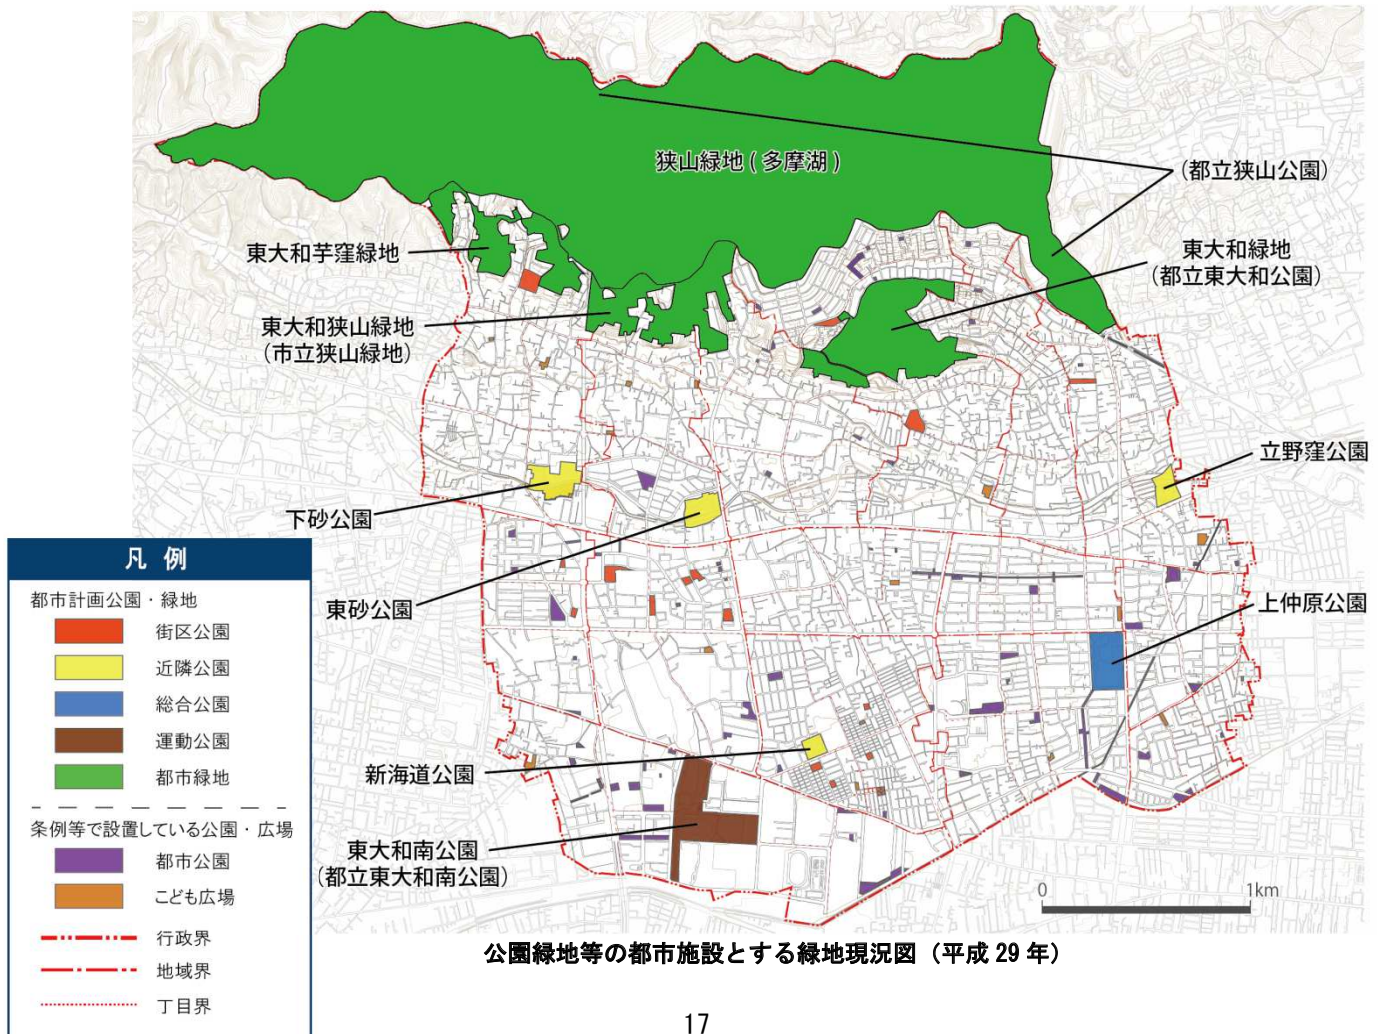 狭山緑地(多摩湖)
(都立狭山公園)
東大和芋窪緑地
東大和緑地
(都立東大和公園)
東大和狭山緑地
(市立狭山緑地)
立野窪公園
下砂公園
東砂公園
上仲原公園
新海道公園
東大和南公園
(都立東大和南公園)
凡 例
都市計画公園・緑地
街区公園
近隣公園
総合公園
運動公園
都市緑地
条例等で設置している公園・広場
都市公園
こども広場
行政界
地域界
丁目界
0 1km
公園緑地等の都市施設とする緑地現況図(平成 29 年)
17